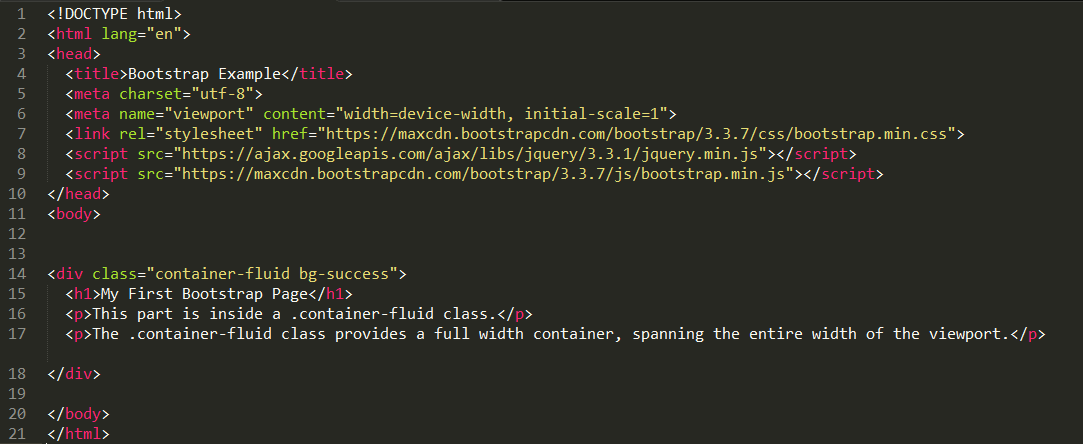 1 <!DOCTYPE html>
2 <html lang="en">
3 <head>
4   <title>Bootstrap Example</title>
5   <meta charset="utf-8">
6   <meta name="viewport" content="width=device-width, initial-scale=1">
7   <link rel="stylesheet" href="https://maxcdn.bootstrapcdn.com/bootstrap/3.3.7/css/bootstrap.min.css">
8   <script src="https://ajax.googleapis.com/ajax/libs/jquery/3.3.1/jquery.min.js"></script>
9   <script src="https://maxcdn.bootstrapcdn.com/bootstrap/3.3.7/js/bootstrap.min.js"></script>
10 </head>
11 <body>
12
13
14 <div class="container-fluid bg-success">
15   <h1>My First Bootstrap Page</h1>
16   <p>This part is inside a .container-fluid class.</p>
17   <p>The .container-fluid class provides a full width container, spanning the entire width of the viewport.</p>
18 </div>
19
20 </body>
21 </html>